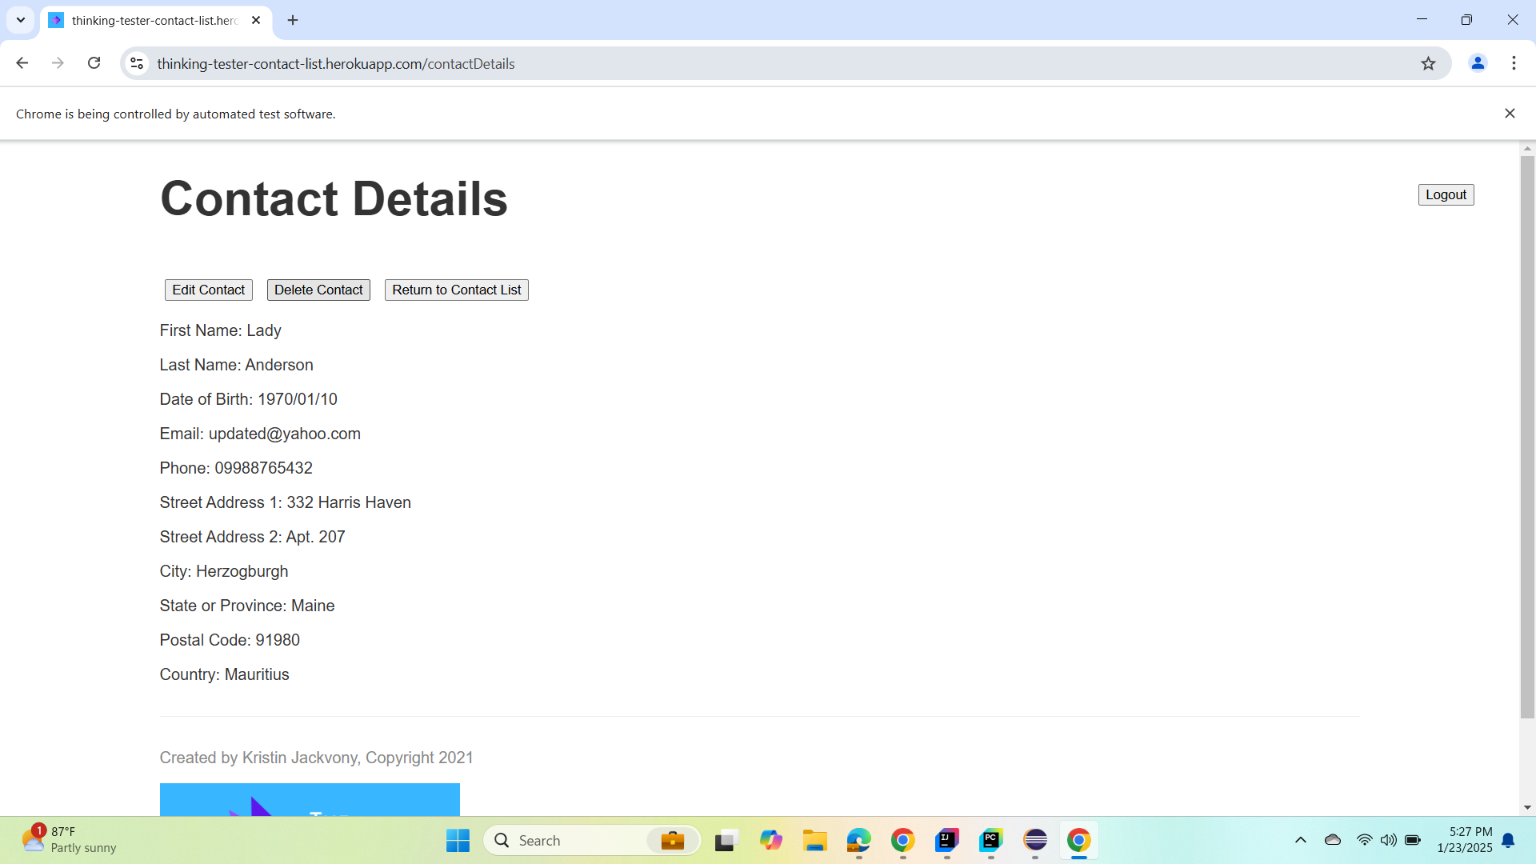 thinking-tester-contact-list.herc
thinking-tester-contact-list.herokuapp.com/contactDetails
Chrome is being controlled by automated test software.
Contact Details
Logout
Edit Contact Delete Contact Return to Contact List
First Name: Lady
Last Name: Anderson
Date of Birth: 1970/01/10
Email: updated@yahoo.com
Phone: 09988765432
Street Address 1: 332 Harris Haven
Street Address 2: Apt. 207
City: Herzogburgh
State or Province: Maine
Postal Code: 91980
Country: Mauritius
Created by Kristin Jackvony, Copyright 2021
1
87°F
Partly sunny
Search
IJ
PC
5:27 PM
1/23/2025